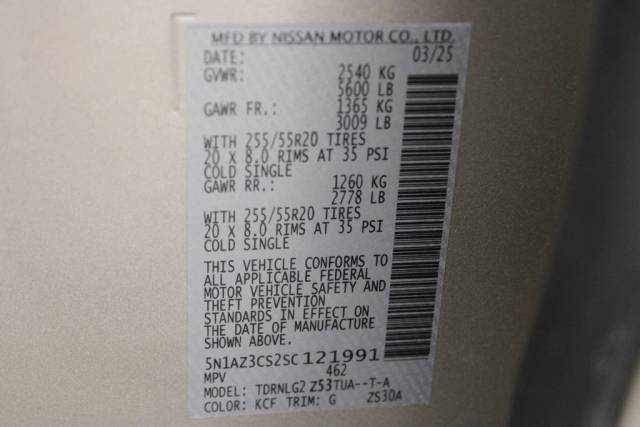 MFD BY NISSAN MOTOR CO., LTD.
DATE: 03/25
GVWR: 2540 KG
5600 LB
GAWR FR.: 1365 KG
3009 LB
WITH 255/55R20 TIRES
20 X 8.0 RIMS AT 35 PSI
COLD SINGLE
GAWR RR.: 1260 KG
2778 LB
WITH 255/55R20 TIRES
20 X 8.0 RIMS AT 35 PSI
COLD SINGLE
THIS VEHICLE CONFORMS TO
ALL APPLICABLE FEDERAL
MOTOR VEHICLE SAFETY AND
THEFT PREVENTION
STANDARDS IN EFFECT ON
THE DATE OF MANUFACTURE
SHOWN ABOVE.
5N1AZ3CS2SC121991
MPV 462
MODEL: TDRNLG2 Z53TUA--T-A
COLOR: KCF TRIM: G ZS30A